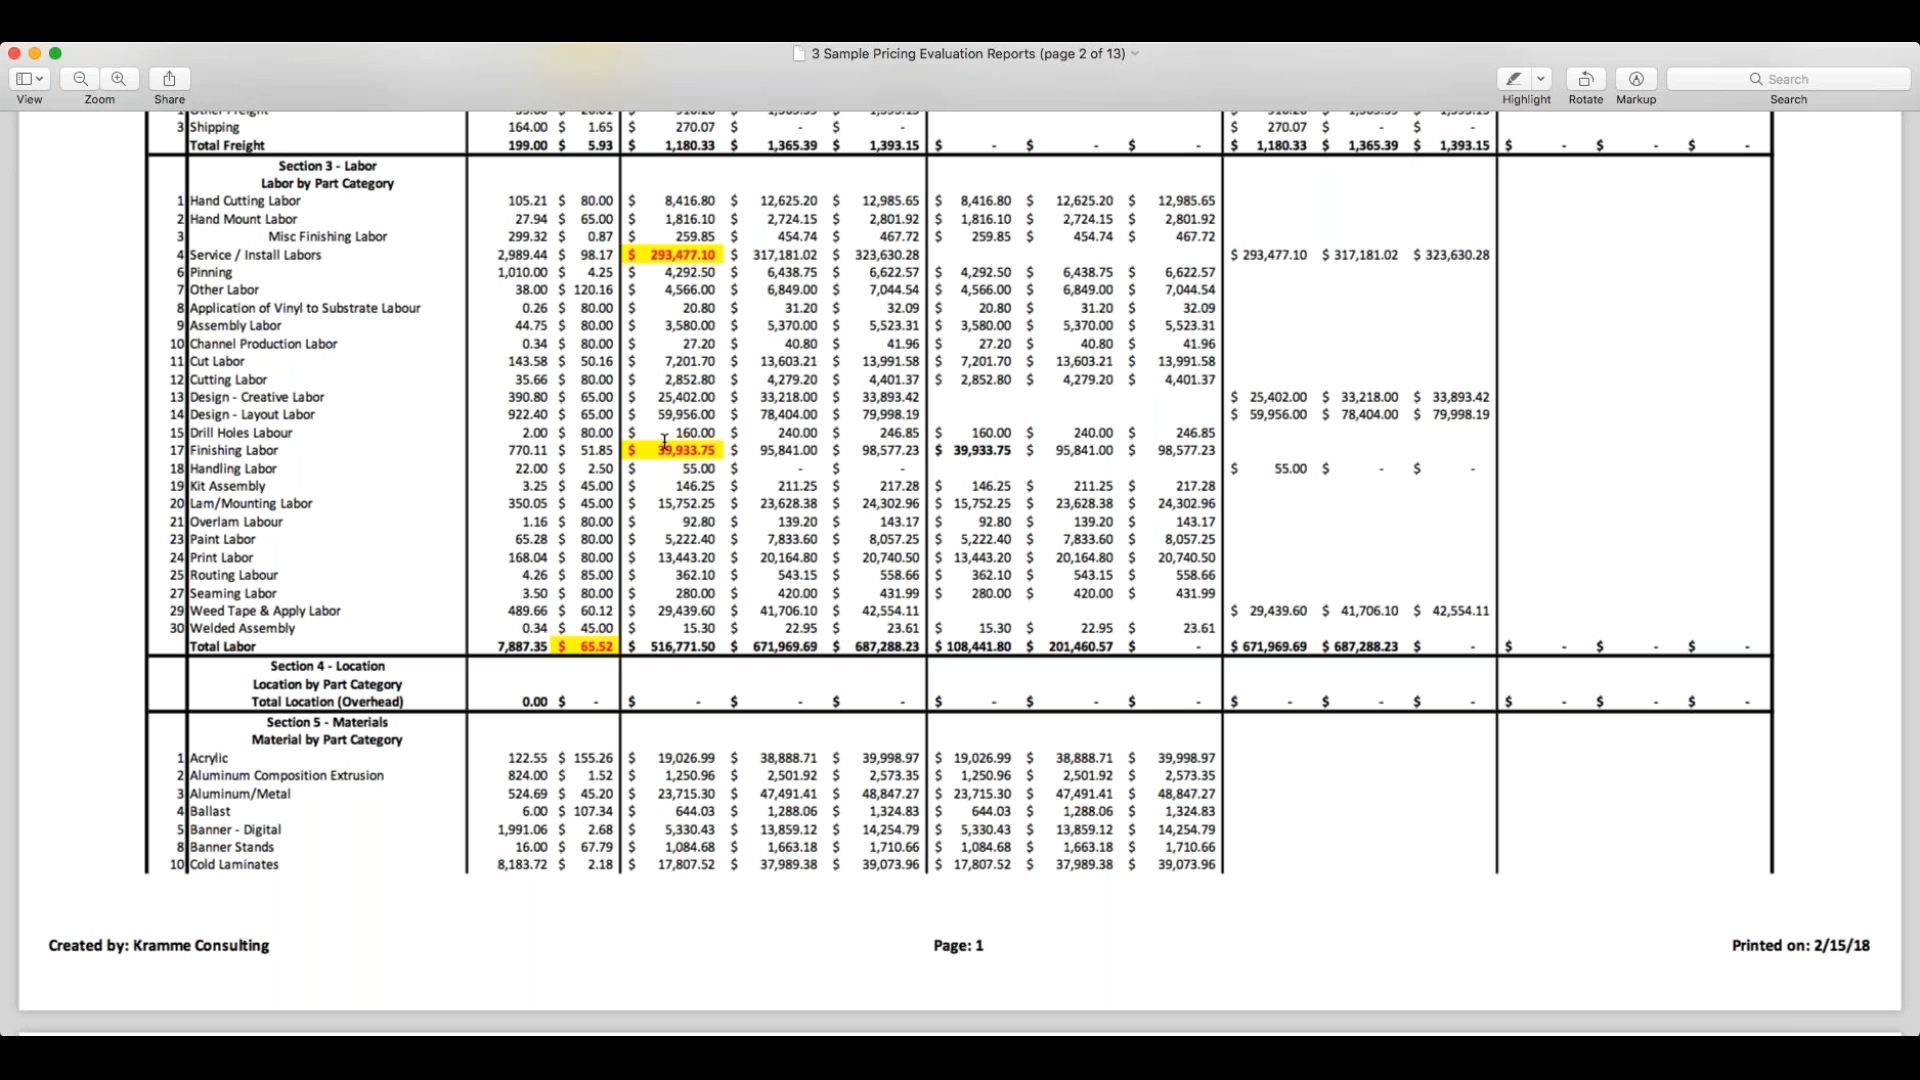 3 Sample Pricing Evaluation Reports (page 2 of 13)
View Zoom Share Highlight Rotate Markup Search
Search
3 Shipping 164.00 $ 1.65 $ 270.07 $ - $ - $ 270.07 $ - $ -
Total Freight 199.00 $ 5.93 $ 1,180.33 $ 1,365.39 $ 1,393.15 $ - $ - $ - $ 1,180.33 $ 1,365.39 $ 1,393.15 $ - $ - $ -
Section 3 - Labor
Labor by Part Category
1 Hand Cutting Labor 105.21 $ 80.00 $ 8,416.80 $ 12,625.20 $ 12,985.65 $ 8,416.80 $ 12,625.20 $ 12,985.65
2 Hand Mount Labor 27.94 $ 65.00 $ 1,816.10 $ 2,724.15 $ 2,801.92 $ 1,816.10 $ 2,724.15 $ 2,801.92
3 Misc Finishing Labor 299.32 $ 0.87 $ 259.85 $ 454.74 $ 467.72 $ 259.85 $ 454.74 $ 467.72
4 Service / Install Labors 2,989.44 $ 98.17 $ 293,477.10 $ 317,181.02 $ 323,630.28 $ 293,477.10 $ 317,181.02 $ 323,630.28
6 Pinning 1,010.00 $ 4.25 $ 4,292.50 $ 6,438.75 $ 6,622.57 $ 4,292.50 $ 6,438.75 $ 6,622.57
7 Other Labor 38.00 $ 120.16 $ 4,566.00 $ 6,849.00 $ 7,044.54 $ 4,566.00 $ 6,849.00 $ 7,044.54
8 Application of Vinyl to Substrate Labour 0.26 $ 80.00 $ 20.80 $ 31.20 $ 32.09 $ 20.80 $ 31.20 $ 32.09
9 Assembly Labor 44.75 $ 80.00 $ 3,580.00 $ 5,370.00 $ 5,523.31 $ 3,580.00 $ 5,370.00 $ 5,523.31
10 Channel Production Labor 0.34 $ 80.00 $ 27.20 $ 40.80 $ 41.96 $ 27.20 $ 40.80 $ 41.96
11 Cut Labor 143.58 $ 50.16 $ 7,201.70 $ 13,603.21 $ 13,991.58 $ 7,201.70 $ 13,603.21 $ 13,991.58
12 Cutting Labor 35.66 $ 80.00 $ 2,852.80 $ 4,279.20 $ 4,401.37 $ 2,852.80 $ 4,279.20 $ 4,401.37
13 Design - Creative Labor 390.80 $ 65.00 $ 25,402.00 $ 33,218.00 $ 33,893.42 $ 25,402.00 $ 33,218.00 $ 33,893.42
14 Design - Layout Labor 922.40 $ 65.00 $ 59,956.00 $ 78,404.00 $ 79,998.19 $ 59,956.00 $ 78,404.00 $ 79,998.19
15 Drill Holes Labour 2.00 $ 80.00 $ 160.00 $ 240.00 $ 246.85 $ 160.00 $ 240.00 $ 246.85
17 Finishing Labor 770.11 $ 51.85 $ 39,933.75 $ 95,841.00 $ 98,577.23 $ 39,933.75 $ 95,841.00 $ 98,577.23
18 Handling Labor 22.00 $ 2.50 $ 55.00 $ - $ - $ 55.00 $ - $ -
19 Kit Assembly 3.25 $ 45.00 $ 146.25 $ 211.25 $ 217.28 $ 146.25 $ 211.25 $ 217.28
20 Lam/Mounting Labor 350.05 $ 45.00 $ 15,752.25 $ 23,628.38 $ 24,302.96 $ 15,752.25 $ 23,628.38 $ 24,302.96
21 Overlam Labour 1.16 $ 80.00 $ 92.80 $ 139.20 $ 143.17 $ 92.80 $ 139.20 $ 143.17
23 Paint Labor 65.28 $ 80.00 $ 5,222.40 $ 7,833.60 $ 8,057.25 $ 5,222.40 $ 7,833.60 $ 8,057.25
24 Print Labor 168.04 $ 80.00 $ 13,443.20 $ 20,164.80 $ 20,740.50 $ 13,443.20 $ 20,164.80 $ 20,740.50
25 Routing Labour 4.26 $ 85.00 $ 362.10 $ 543.15 $ 558.66 $ 362.10 $ 543.15 $ 558.66
27 Seaming Labor 3.50 $ 80.00 $ 280.00 $ 420.00 $ 431.99 $ 280.00 $ 420.00 $ 431.99
29 Weed Tape & Apply Labor 489.66 $ 60.12 $ 29,439.60 $ 41,706.10 $ 42,554.11 $ 29,439.60 $ 41,706.10 $ 42,554.11
30 Welded Assembly 0.34 $ 45.00 $ 15.30 $ 22.95 $ 23.61 $ 15.30 $ 22.95 $ 23.61
Total Labor 7,887.35 $ 65.52 $ 516,771.50 $ 671,969.69 $ 687,288.23 $ 108,441.80 $ 201,460.57 $ - $ 671,969.69 $ 687,288.23 $ - $ - $ - $ -
Section 4 - Location
Location by Part Category
Total Location (Overhead) 0.00 $ - $ - $ - $ - $ - $ - $ - $ - $ - $ - $ - $ - $ -
Section 5 - Materials
Material by Part Category
1 Acrylic 122.55 $ 155.26 $ 19,026.99 $ 38,888.71 $ 39,998.97 $ 19,026.99 $ 38,888.71 $ 39,998.97
2 Aluminum Composition Extrusion 824.00 $ 1.52 $ 1,250.96 $ 2,501.92 $ 2,573.35 $ 1,250.96 $ 2,501.92 $ 2,573.35
3 Aluminum/Metal 524.69 $ 45.20 $ 23,715.30 $ 47,491.41 $ 48,847.27 $ 23,715.30 $ 47,491.41 $ 48,847.27
4 Ballast 6.00 $ 107.34 $ 644.03 $ 1,288.06 $ 1,324.83 $ 644.03 $ 1,288.06 $ 1,324.83
5 Banner - Digital 1,991.06 $ 2.68 $ 5,330.43 $ 13,859.12 $ 14,254.79 $ 5,330.43 $ 13,859.12 $ 14,254.79
8 Banner Stands 16.00 $ 67.79 $ 1,084.68 $ 1,663.18 $ 1,710.66 $ 1,084.68 $ 1,663.18 $ 1,710.66
10 Cold Laminates 8,183.72 $ 2.18 $ 17,807.52 $ 37,989.38 $ 39,073.96 $ 17,807.52 $ 37,989.38 $ 39,073.96
Created by: Kramme Consulting Page: 1 Printed on: 2/15/18